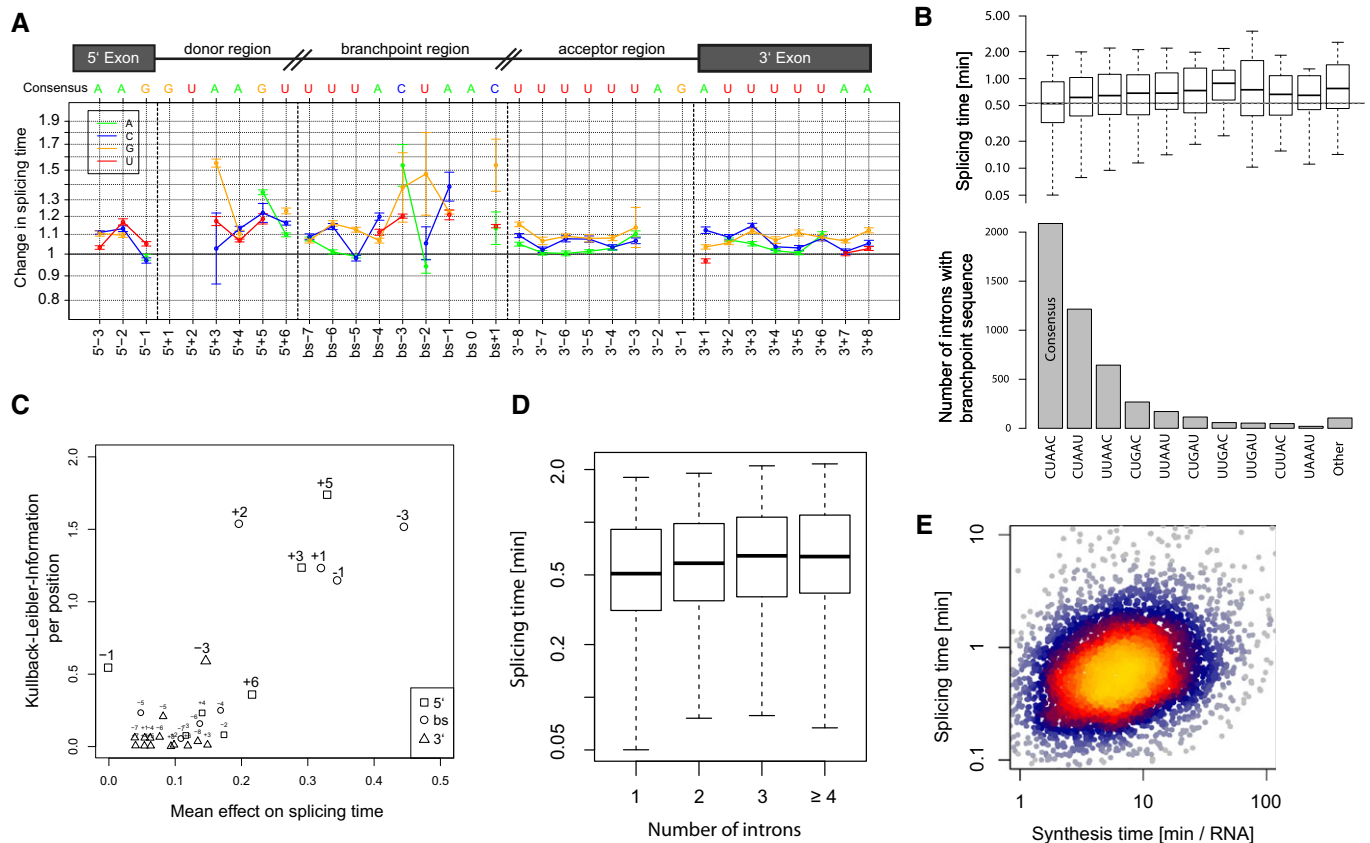 A
5‘ Exon
donor region
branchpoint region
acceptor region
3‘ Exon
Consensus A A G G U A A G U U U U A C U A A C U U U U U U A G A U U U U U A A
Change in splicing time
1.9
1.7
1.5
1.3
1.2
1.1
1
0.9
0.8
A
C
G
U
5'−3 5'−2 5'−1 5'+1 5'+2 5'+3 5'+4 5'+5 5'+6 bs−7 bs−6 bs−5 bs−4 bs−3 bs−2 bs−1 bs 0 bs+1 3'−8 3'−7 3'−6 3'−5 3'−4 3'−3 3'−2 3'−1 3'+1 3'+2 3'+3 3'+4 3'+5 3'+6 3'+7 3'+8
B
Splicing time [min]
5.00
2.00
1.00
0.50
0.10
0.05
Number of introns with
branchpoint sequence
2000
1500
1000
500
0
Consensus
CUAAC CUAAU UUAAC CUGAC UUAAU CUGAU UUGAC UUGAU CUUAC UAAAU Other
C
Kullback-Leibler-Information
per position
2.0
1.5
1.0
0.5
0.0
+5
+2
-3
+3
+1
-1
−1
−3
+6
0.0 0.1 0.2 0.3 0.4 0.5
Mean effect on splicing time
5‘
bs
3‘
D
Splicing time [min]
2.0
0.5
0.2
0.1
1 2 3 ≥ 4
Number of introns
E
Splicing time [min]
10
1
0.1
1 10 100
Synthesis time [min / RNA]